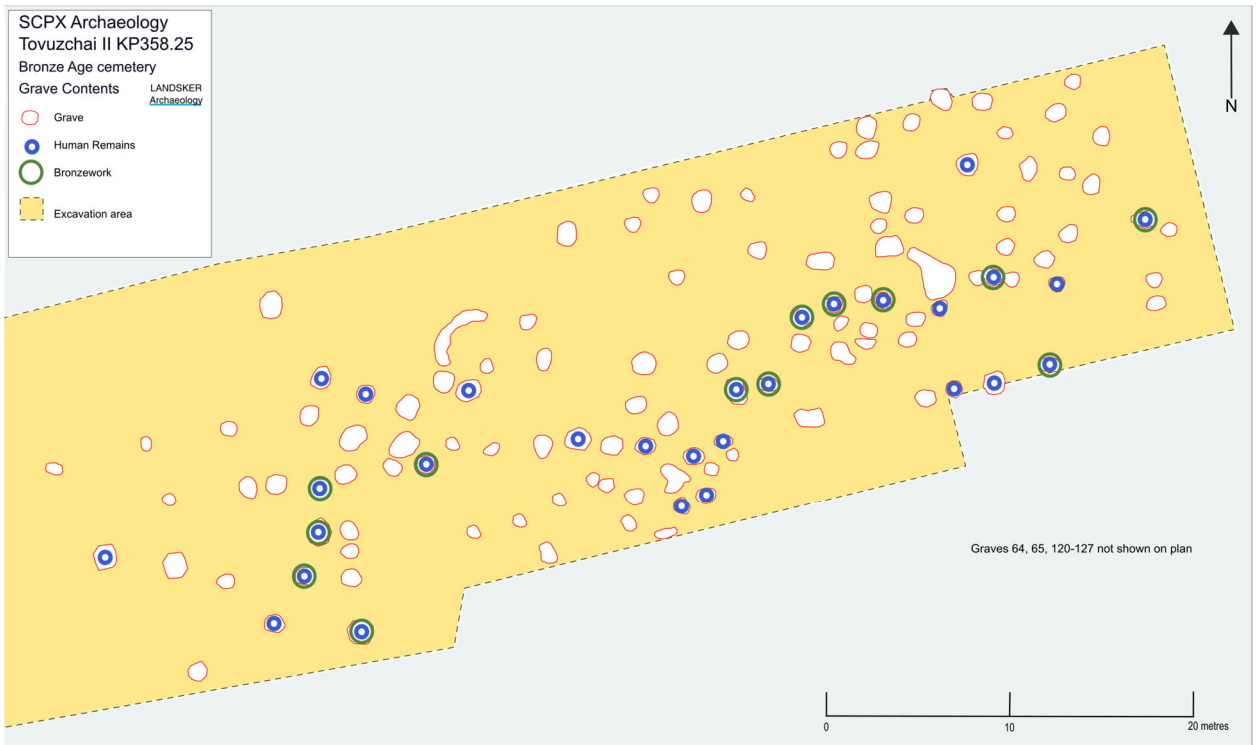 SCPX Archaeology
Tovuzchai II KP358.25
Bronze Age cemetery
Grave Contents
LANDSKER
Archaeology
Grave
Human Remains
Bronzework
Excavation area
N
Graves 64, 65, 120-127 not shown on plan
0 10 20 metres